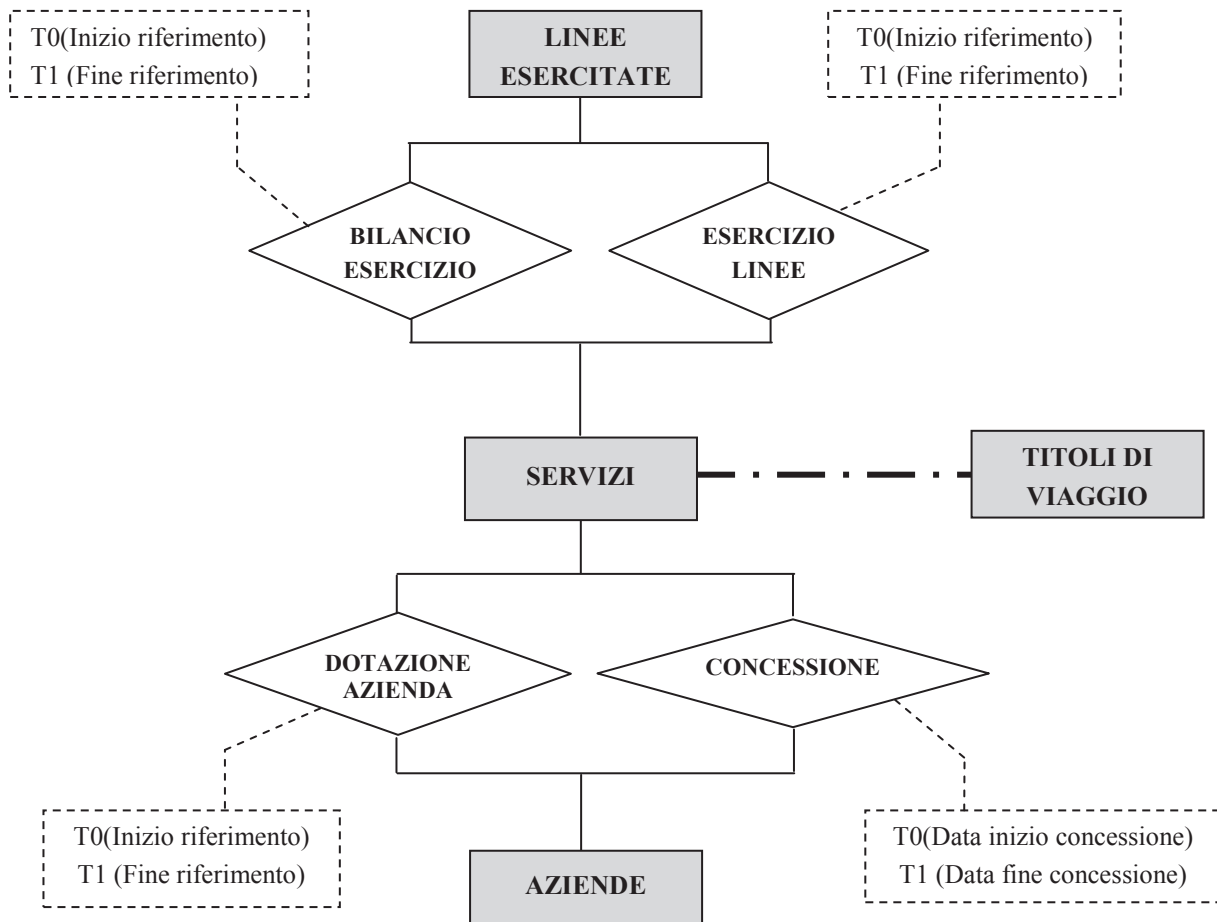 T0(Inizio riferimento)
T1 (Fine riferimento)
LINEE
ESERCITATE
T0(Inizio riferimento)
T1 (Fine riferimento)
BILANCIO
ESERCIZIO
ESERCIZIO
LINEE
SERVIZI
TITOLI DI
VIAGGIO
DOTAZIONE
AZIENDA
CONCESSIONE
T0(Inizio riferimento)
T1 (Fine riferimento)
AZIENDE
T0(Data inizio concessione)
T1 (Data fine concessione)